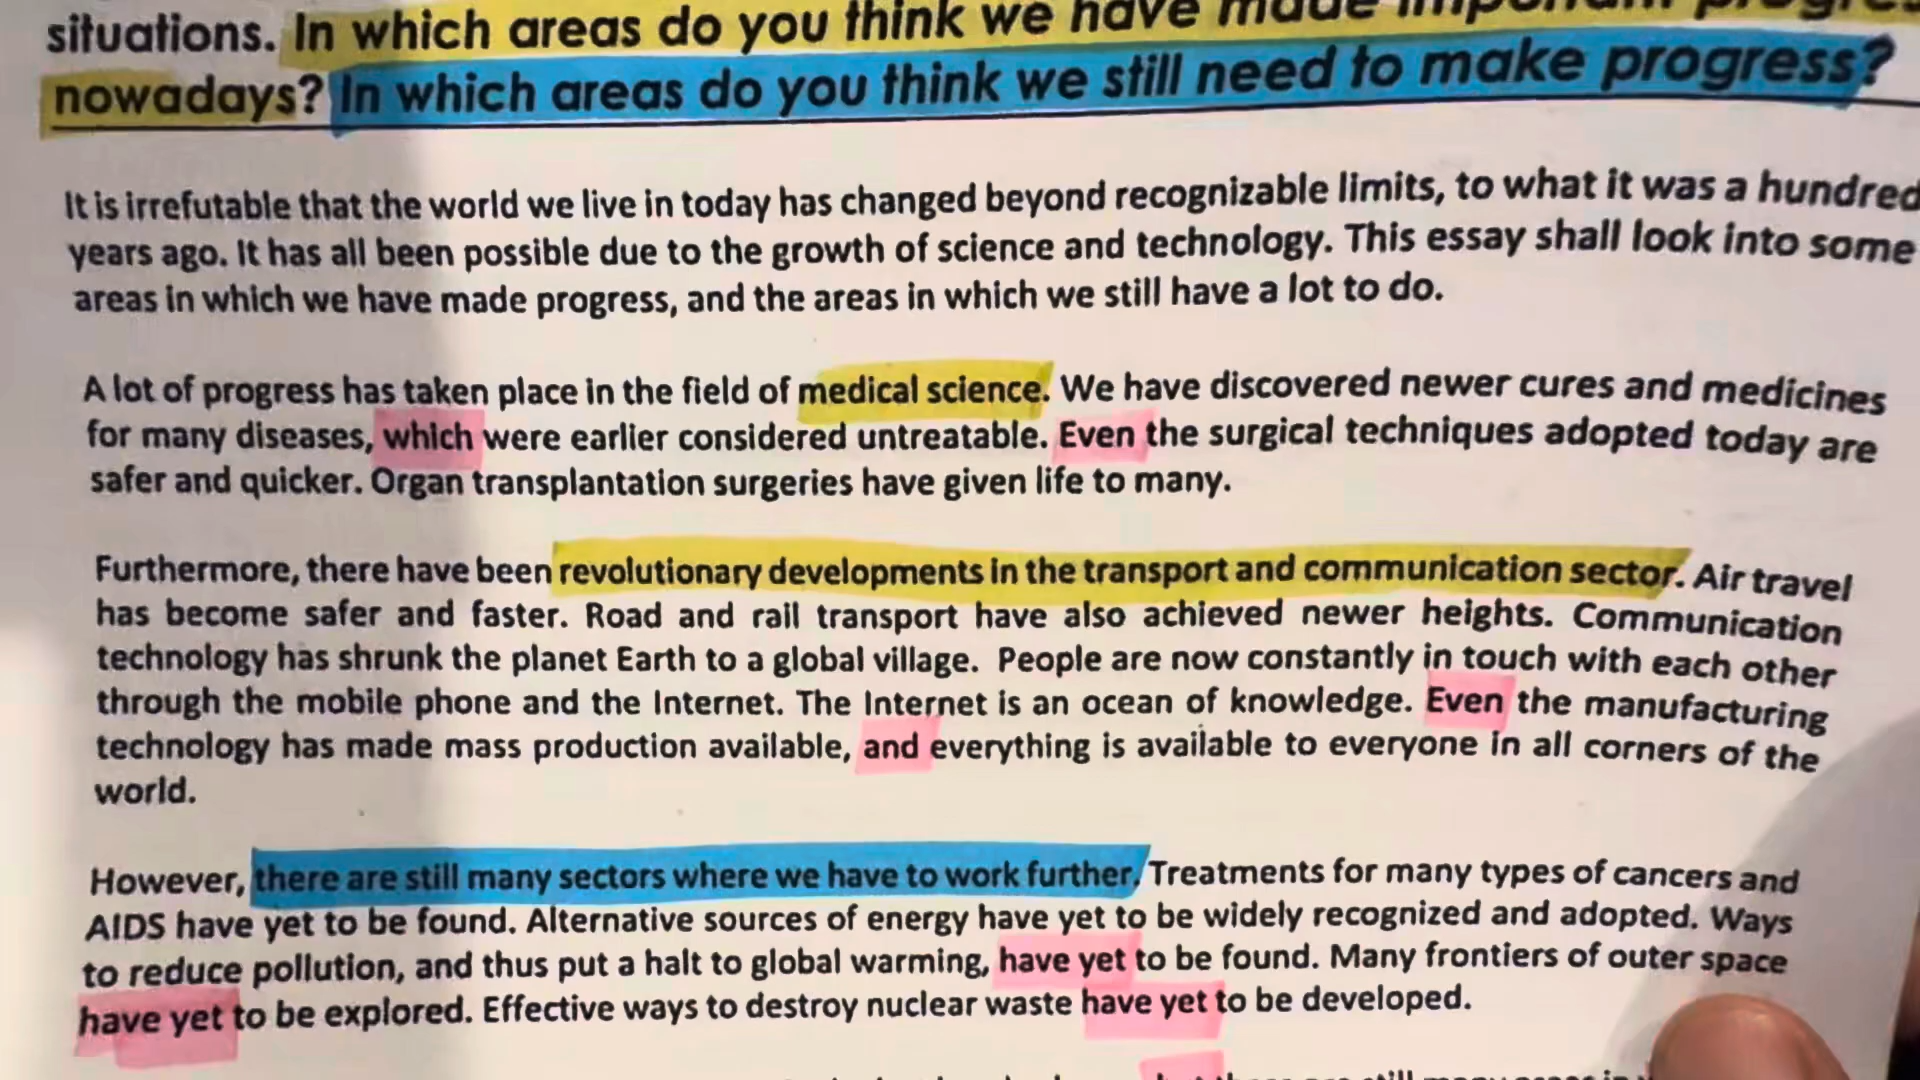 situations. In which areas do you think we have made important
nowadays? In which areas do you think we still need to make progress?
It is irrefutable that the world we live in today has changed beyond recognizable limits, to what it was a hundred
years ago. It has all been possible due to the growth of science and technology. This essay shall look into some
areas in which we have made progress, and the areas in which we still have a lot to do.
A lot of progress has taken place in the field of medical science. We have discovered newer cures and medicines
for many diseases, which were earlier considered untreatable. Even the surgical techniques adopted today are
safer and quicker. Organ transplantation surgeries have given life to many.
Furthermore, there have been revolutionary developments in the transport and communication sector. Air travel
has become safer and faster. Road and rail transport have also achieved newer heights. Communication
technology has shrunk the planet Earth to a global village. People are now constantly in touch with each other
through the mobile phone and the Internet. The Internet is an ocean of knowledge. Even the manufacturing
technology has made mass production available, and everything is available to everyone in all corners of the
world.
However, there are still many sectors where we have to work further. Treatments for many types of cancers and
AIDS have yet to be found. Alternative sources of energy have yet to be widely recognized and adopted. Ways
to reduce pollution, and thus put a halt to global warming, have yet to be found. Many frontiers of outer space
have yet to be explored. Effective ways to destroy nuclear waste have yet to be developed.